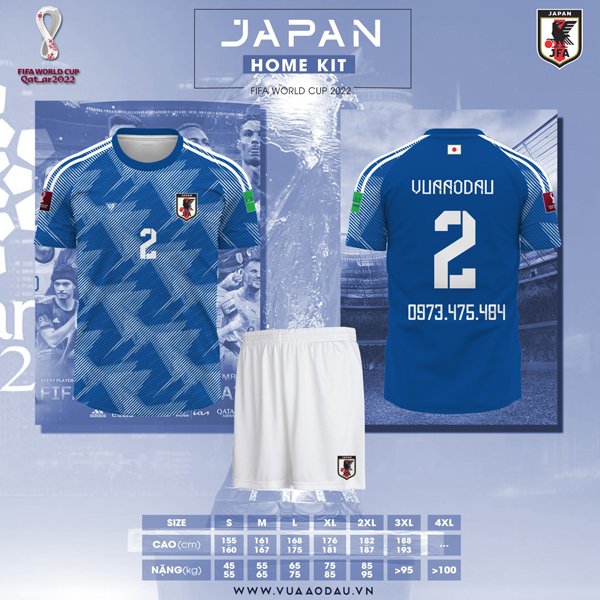 JAPAN
HOME KIT
FIFA WORLD CUP 2022
FIFA WORLD CUP
Qatar2022
JAPAN
JFA
2
VUAAODAU
2
0973.475.484
SIZE S M L XL 2XL 3XL 4XL
CAO(cm) 155 160 161 167 168 175 176 181 182 187 188 193 ...
NẶNG(kg) 45 55 55 65 65 75 75 85 85 95 >95 >100
WWW.VUAAODAU.VN